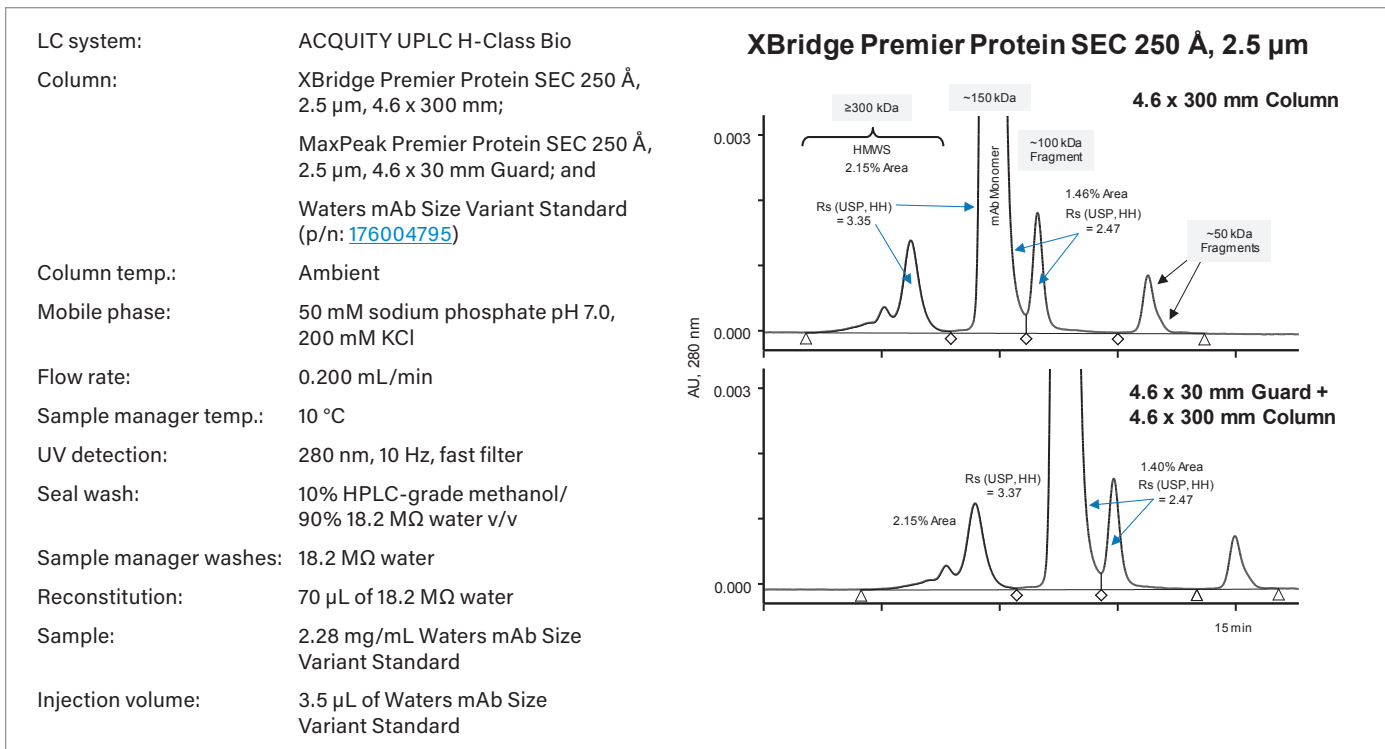 LC system: ACQUITY UPLC H-Class Bio
Column: XBridge Premier Protein SEC 250 Å,
2.5 µm, 4.6 x 300 mm;
MaxPeak Premier Protein SEC 250 Å,
2.5 µm, 4.6 x 30 mm Guard; and
Waters mAb Size Variant Standard
(p/n: 176004795)
Column temp.: Ambient
Mobile phase: 50 mM sodium phosphate pH 7.0,
200 mM KCl
Flow rate: 0.200 mL/min
Sample manager temp.: 10 °C
UV detection: 280 nm, 10 Hz, fast filter
Seal wash: 10% HPLC-grade methanol/
90% 18.2 MΩ water v/v
Sample manager washes: 18.2 MΩ water
Reconstitution: 70 µL of 18.2 MΩ water
Sample: 2.28 mg/mL Waters mAb Size
Variant Standard
Injection volume: 3.5 µL of Waters mAb Size
Variant Standard
XBridge Premier Protein SEC 250 Å, 2.5 µm
4.6 x 300 mm Column
≥300 kDa
~150 kDa
0.003
HMWS
2.15% Area
~100 kDa
Fragment
mAb Monomer
1.46% Area
Rs (USP, HH)
= 2.47
Rs (USP, HH)
= 3.35
~50 kDa
Fragments
0.000
AU, 280 nm
0.003
4.6 x 30 mm Guard +
4.6 x 300 mm Column
1.40% Area
Rs (USP, HH)
= 2.47
Rs (USP, HH)
= 3.37
2.15% Area
0.000
15 min